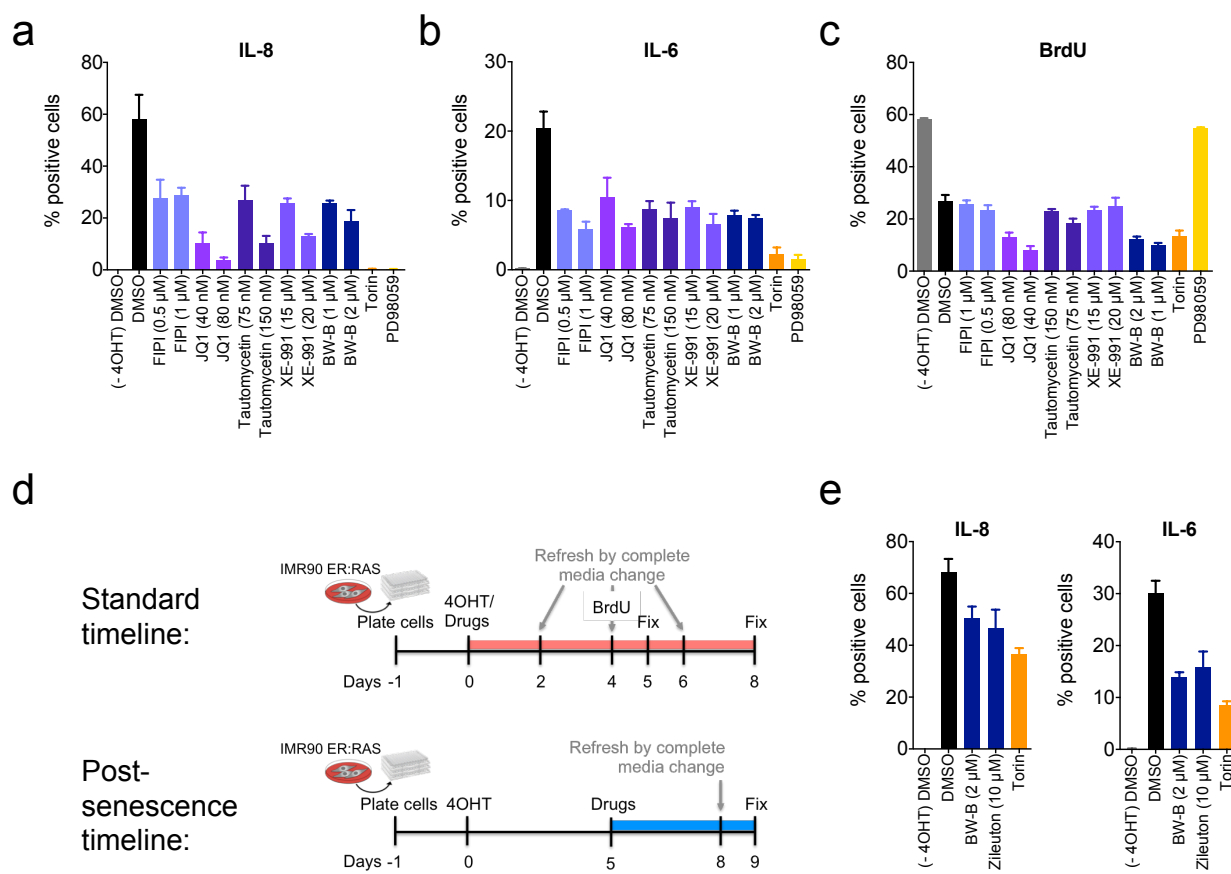 a
IL-8
% positive cells
80
60
40
20
0
(- 4OHT) DMSO
DMSO
FIPI (0.5 µM)
FIPI (1 µM)
JQ1 (40 nM)
JQ1 (80 nM)
Tautomycetin (75 nM)
Tautomycetin (150 nM)
XE-991 (15 µM)
XE-991 (20 µM)
BW-B (1 µM)
BW-B (2 µM)
Torin
PD98059
b
IL-6
% positive cells
30
20
10
0
(- 4OHT) DMSO
DMSO
FIPI (0.5 µM)
FIPI (1 µM)
JQ1 (40 nM)
JQ1 (80 nM)
Tautomycetin (75 nM)
Tautomycetin (150 nM)
XE-991 (15 µM)
XE-991 (20 µM)
BW-B (1 µM)
BW-B (2 µM)
Torin
PD98059
c
BrdU
% positive cells
80
60
40
20
0
(- 4OHT) DMSO
DMSO
FIPI (1 µM)
FIPI (0.5 µM)
JQ1 (80 nM)
JQ1 (40 nM)
Tautomycetin (150 nM)
Tautomycetin (75 nM)
XE-991 (15 µM)
XE-991 (20 µM)
BW-B (2 µM)
BW-B (1 µM)
Torin
PD98059
d
Standard
timeline:
IMR90 ER:RAS
Refresh by complete
media change
Plate cells
4OHT/
Drugs
BrdU
Fix
Fix
Days -1 0 2 4 5 6 8
Post-
senescence
timeline:
IMR90 ER:RAS
Refresh by complete
media change
Plate cells
4OHT
Drugs
Fix
Days -1 0 5 8 9
e
IL-8
% positive cells
80
60
40
20
0
(- 4OHT) DMSO
DMSO
BW-B (2 µM)
Zileuton (10 µM)
Torin
IL-6
% positive cells
40
30
20
10
0
(- 4OHT) DMSO
DMSO
BW-B (2 µM)
Zileuton (10 µM)
Torin